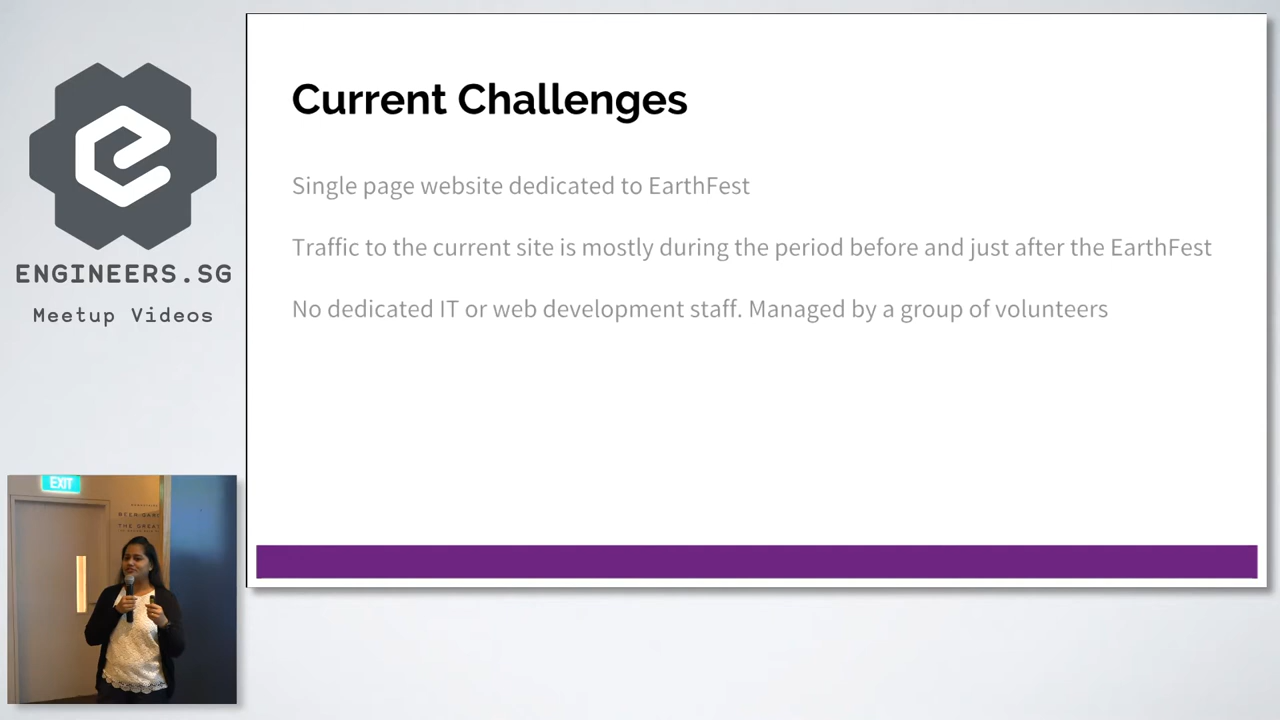 ENGINEERS.SG
Meetup Videos
Current Challenges
Single page website dedicated to EarthFest
Traffic to the current site is mostly during the period before and just after the EarthFest
No dedicated IT or web development staff. Managed by a group of volunteers
EXIT
THE GREAT